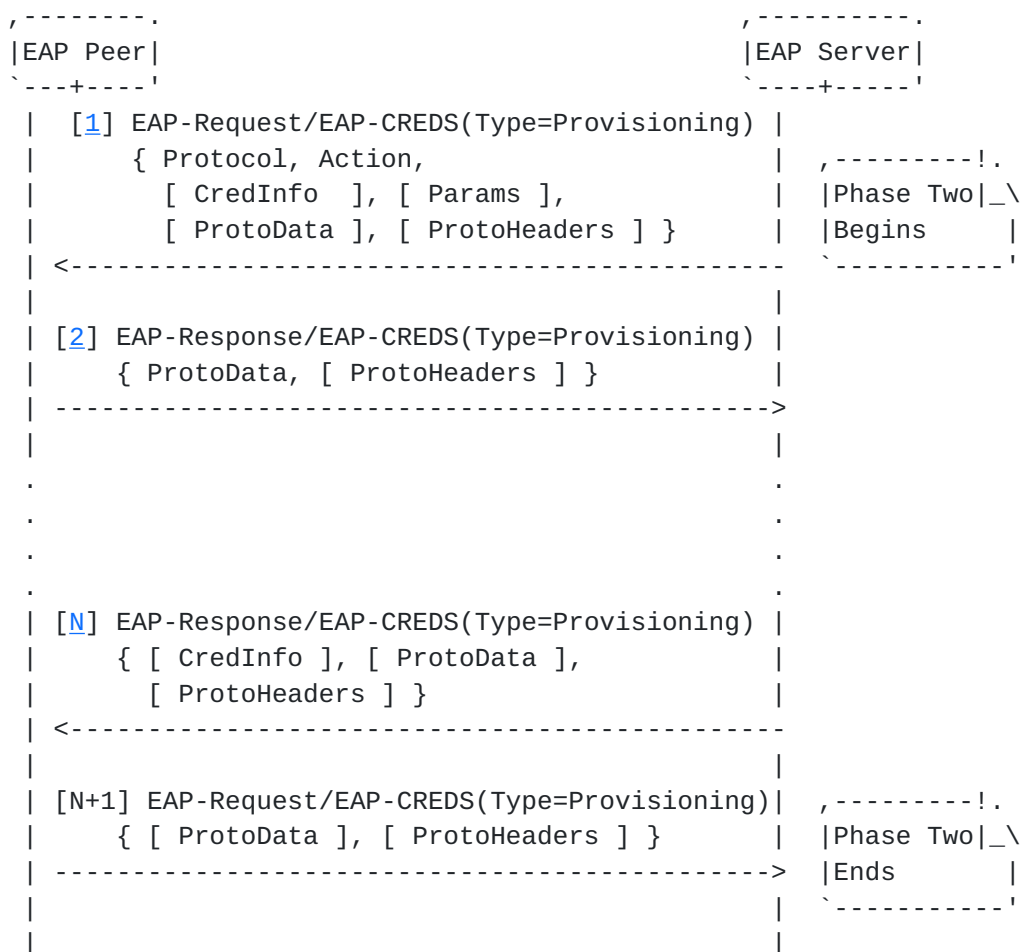 ,--------.                                  ,----------.
|EAP Peer|                                  |EAP Server|
`---+----'                                  `----+-----'
 |  [1] EAP-Request/EAP-CREDS(Type=Provisioning) |
 |      { Protocol, Action,                      |  ,---------!.
 |        [ CredInfo  ], [ Params ],             |  |Phase Two|_\
 |        [ ProtoData ], [ ProtoHeaders ] }      |  |Begins     |
 | <---------------------------------------------   `-----------'
 |                                               |
 | [2] EAP-Response/EAP-CREDS(Type=Provisioning) |
 |     { ProtoData, [ ProtoHeaders ] }           |
 | --------------------------------------------->
 |                                               |
 .                                               .
 .                                               .
 .                                               .
 .                                               .
 | [N] EAP-Response/EAP-CREDS(Type=Provisioning) |
 |     { [ CredInfo ], [ ProtoData ],            |
 |       [ ProtoHeaders ] }                      |
 | <---------------------------------------------
 |                                               |
 | [N+1] EAP-Request/EAP-CREDS(Type=Provisioning)|  ,---------!.
 |     { [ ProtoData ], [ ProtoHeaders ] }       |  |Phase Two|_\
 | --------------------------------------------->  |Ends       |
 |                                               |  `-----------'
 |                                               |